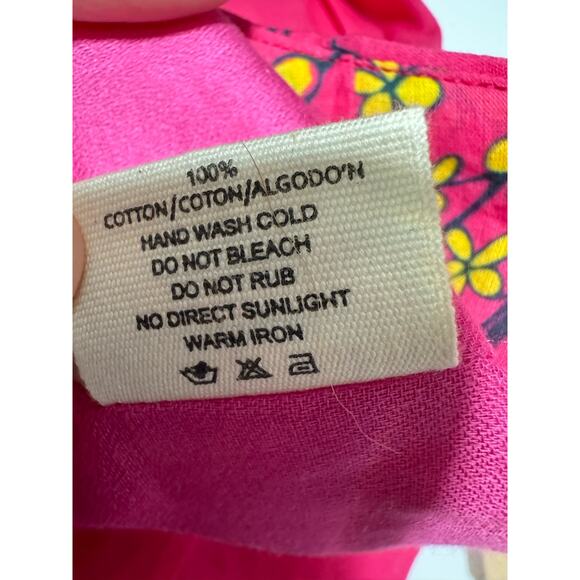 100%
COTTON/COTON/ALGODO'N
HAND WASH COLD
DO NOT BLEACH
DO NOT RUB
NO DIRECT SUNLIGHT
WARM IRON